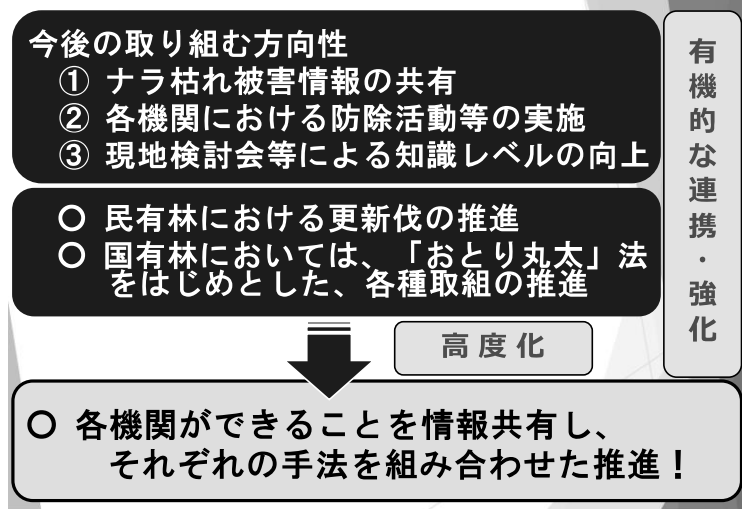 今後の取り組む方向性
① ナラ枯れ被害情報の共有
② 各機関における防除活動等の実施
③ 現地検討会等による知識レベルの向上
〇 民有林における更新伐の推進
〇 国有林においては、「おとり丸太」法
をはじめとした、各種取組の推進
有機的な連携・強化
高度化
〇 各機関ができることを情報共有し、
それぞれの手法を組み合わせた推進！